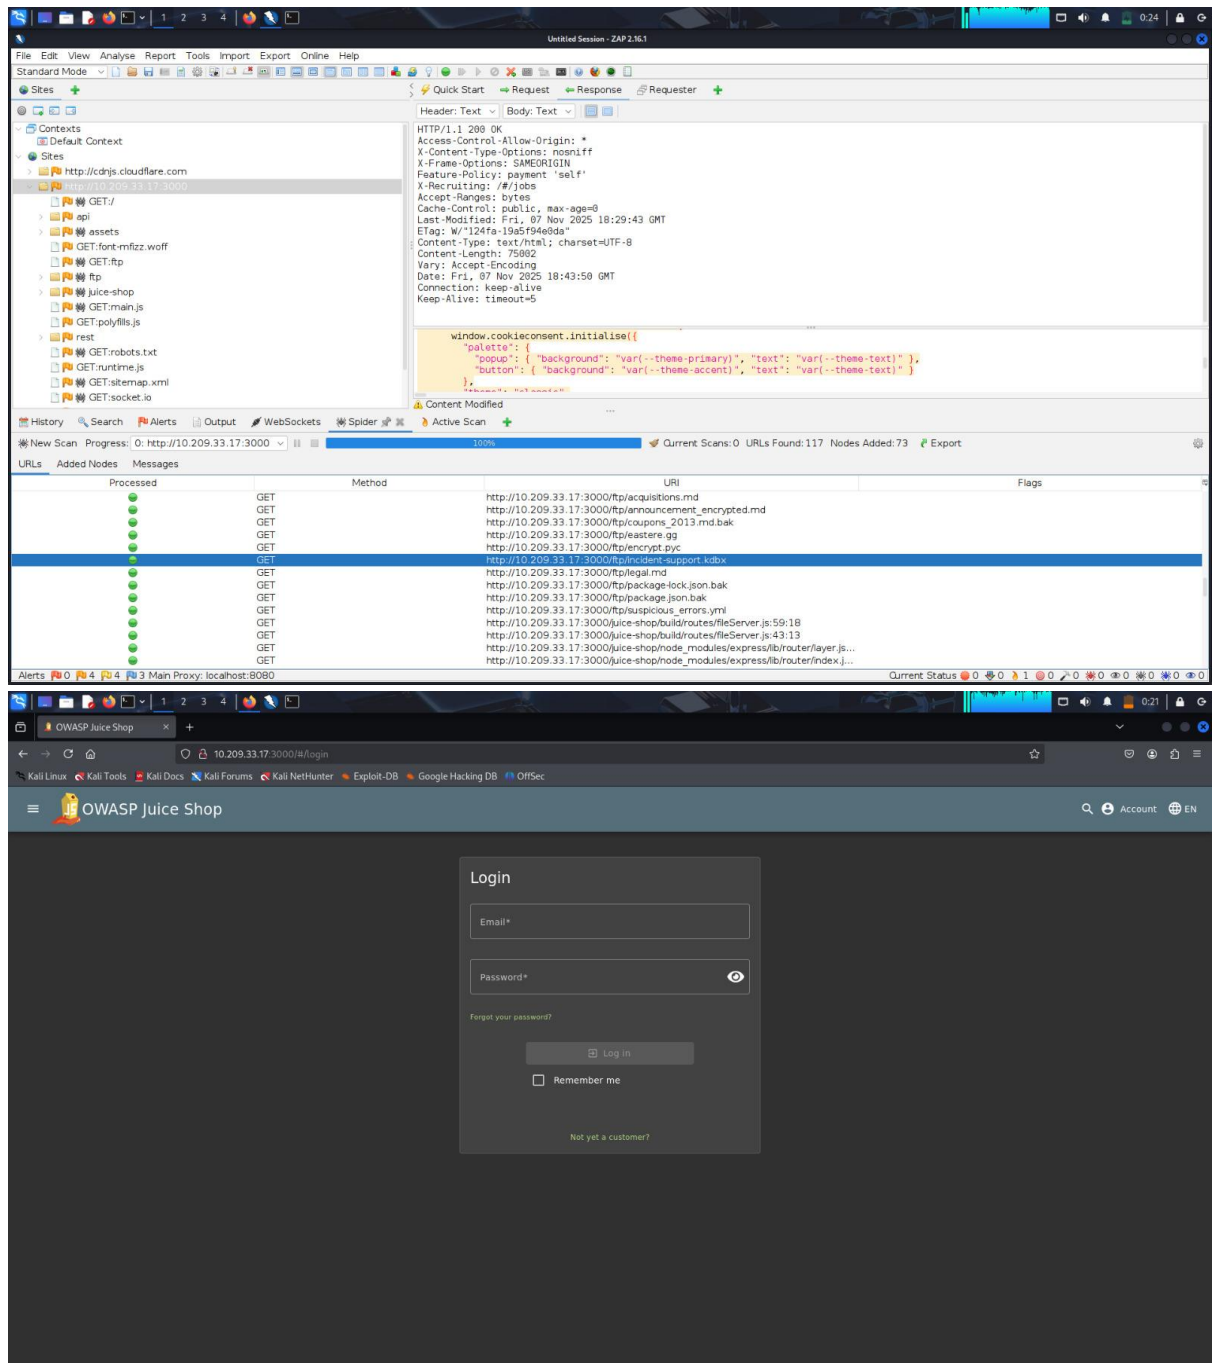 1 2 3 4 0:24
Untitled Session - ZAP 2.16.1
File Edit View Analyse Report Tools Import Export Online Help
Standard Mode
Sites
Quick Start Request Response Requester
Header: Text Body: Text
Contexts
Default Context
Sites
http://cdnjs.cloudflare.com
http://10.209.33.17:3000
GET:/
api
assets
GET:font-mfizz.woff
GET:ftp
ftp
juice-shop
GET:main.js
GET:polyfills.js
rest
GET:robots.txt
GET:runtime.js
GET:sitemap.xml
GET:socket.io
HTTP/1.1 200 OK
Access-Control-Allow-Origin: *
X-Content-Type-Options: nosniff
X-Frame-Options: SAMEORIGIN
Feature-Policy: payment 'self'
X-Recruiting: /#/jobs
Accept-Ranges: bytes
Cache-Control: public, max-age=0
Last-Modified: Fri, 07 Nov 2025 18:29:43 GMT
ETag: W/"124fa-19a5f94e0da"
Content-Type: text/html; charset=UTF-8
Content-Length: 75002
Vary: Accept-Encoding
Date: Fri, 07 Nov 2025 18:43:50 GMT
Connection: keep-alive
Keep-Alive: timeout=5
window.cookieconsent.initialise({
"palette": {
"popup": { "background": "var(--theme-primary)", "text": "var(--theme-text)" },
"button": { "background": "var(--theme-accent)", "text": "var(--theme-text)" }
},
Content Modified
History Search Alerts Output WebSockets Spider Active Scan
New Scan Progress: 0: http://10.209.33.17:3000 100% Current Scans: 0 URLs Found: 117 Nodes Added: 73 Export
URLs Added Nodes Messages
Processed Method URI Flags
GET http://10.209.33.17:3000/ftp/acquisitions.md
GET http://10.209.33.17:3000/ftp/announcement_encrypted.md
GET http://10.209.33.17:3000/ftp/coupons_2013.md.bak
GET http://10.209.33.17:3000/ftp/eastere.gg
GET http://10.209.33.17:3000/ftp/encrypt.pyc
GET http://10.209.33.17:3000/ftp/incident-support.kdbx
GET http://10.209.33.17:3000/ftp/legal.md
GET http://10.209.33.17:3000/ftp/package-lock.json.bak
GET http://10.209.33.17:3000/ftp/package.json.bak
GET http://10.209.33.17:3000/ftp/suspicious_errors.yml
GET http://10.209.33.17:3000/juice-shop/build/routes/fileServer.js:59:18
GET http://10.209.33.17:3000/juice-shop/build/routes/fileServer.js:43:13
GET http://10.209.33.17:3000/juice-shop/node_modules/express/lib/router/layer.js...
GET http://10.209.33.17:3000/juice-shop/node_modules/express/lib/router/index.j...
Alerts 0 4 4 3 Main Proxy: localhost:8080 Current Status 0 0 1 0 0 0 0 0 0
1 2 3 4 0:21
OWASP Juice Shop
10.209.33.17:3000/#/login
Kali Linux Kali Tools Kali Docs Kali Forums Kali NetHunter Exploit-DB Google Hacking DB OffSec
OWASP Juice Shop Account EN
Login
Email*
Password*
Forgot your password?
Log in
Remember me
Not yet a customer?